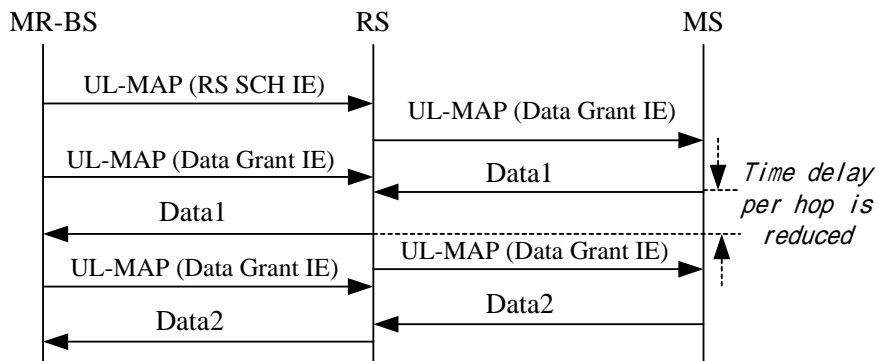 MR-BS
RS
MS
UL-MAP (RS SCH IE)
UL-MAP (Data Grant IE)
UL-MAP (Data Grant IE)
Data1
Time delay
per hop is
reduced
Data1
UL-MAP (Data Grant IE)
UL-MAP (Data Grant IE)
Data2
Data2